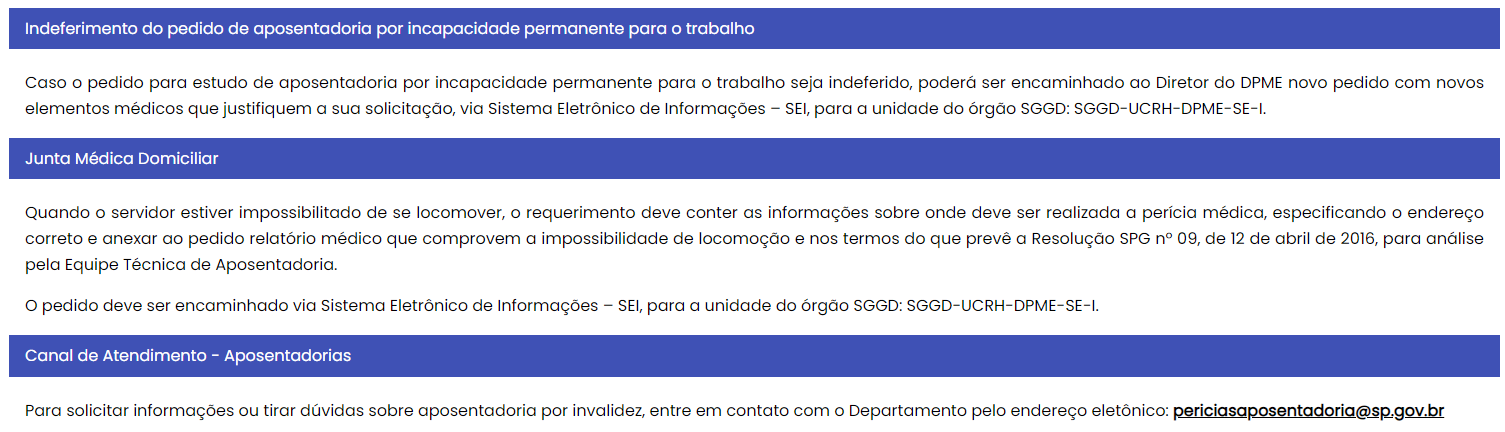 Indeferimento do pedido de aposentadoria por incapacidade permanente para o trabalho
Caso o pedido para estudo de aposentadoria por incapacidade permanente para o trabalho seja indeferido, poderá ser encaminhado ao Diretor do DPME novo pedido com novos
elementos médicos que justifiquem a sua solicitação, via Sistema Eletrônico de Informações – SEI, para a unidade do órgão SGGD: SGGD-UCRH-DPME-SE-I.
Junta Médica Domiciliar
Quando o servidor estiver impossibilitado de se locomover, o requerimento deve conter as informações sobre onde deve ser realizada a perícia médica, especificando o endereço
correto e anexar ao pedido relatório médico que comprovem a impossibilidade de locomoção e nos termos do que prevê a Resolução SPG nº 09, de 12 de abril de 2016, para análise
pela Equipe Técnica de Aposentadoria.
O pedido deve ser encaminhado via Sistema Eletrônico de Informações – SEI, para a unidade do órgão SGGD: SGGD-UCRH-DPME-SE-I.
Canal de Atendimento - Aposentadorias
Para solicitar informações ou tirar dúvidas sobre aposentadoria por invalidez, entre em contato com o Departamento pelo endereço eletônico: periciasaposentadoria@sp.gov.br